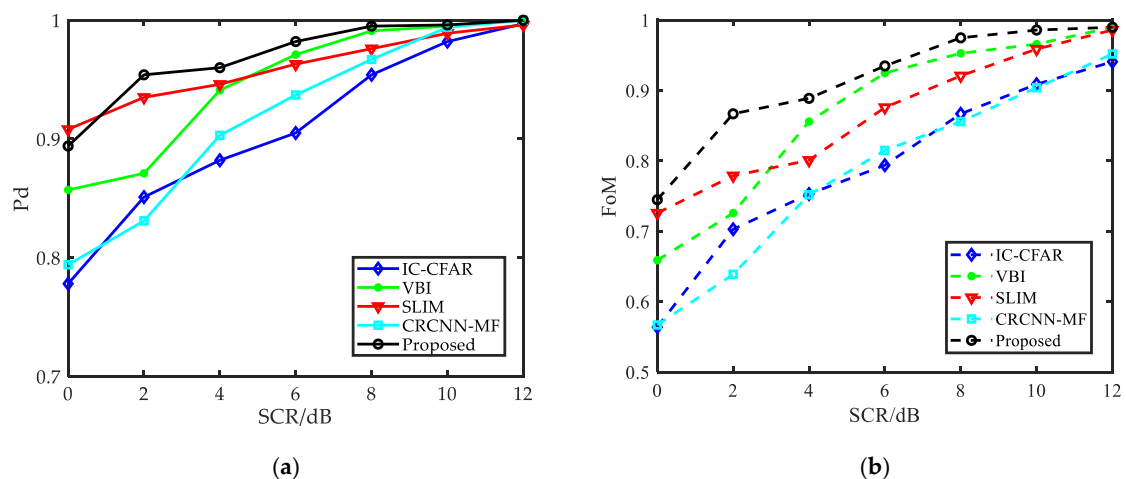 1
0.9
0.8
0.7
Pd
0 2 4 6 8 10 12
SCR/dB
IC-CFAR
VBI
SLIM
CRCNN-MF
Proposed
(a)
1
0.9
0.8
0.7
0.6
0.5
FoM
0 2 4 6 8 10 12
SCR/dB
IC-CFAR
VBI
SLIM
CRCNN-MF
Proposed
(b)